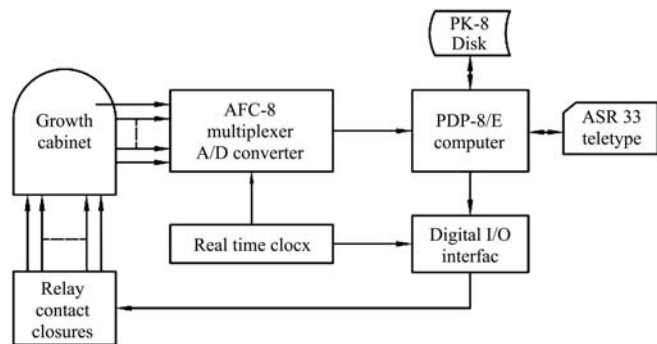 PK-8
Disk
Growth
cabinet
AFC-8
multiplexer
A/D converter
PDP-8/E
computer
ASR 33
teletype
Real time clocx
Digital I/O
interfac
Relay
contact
closures